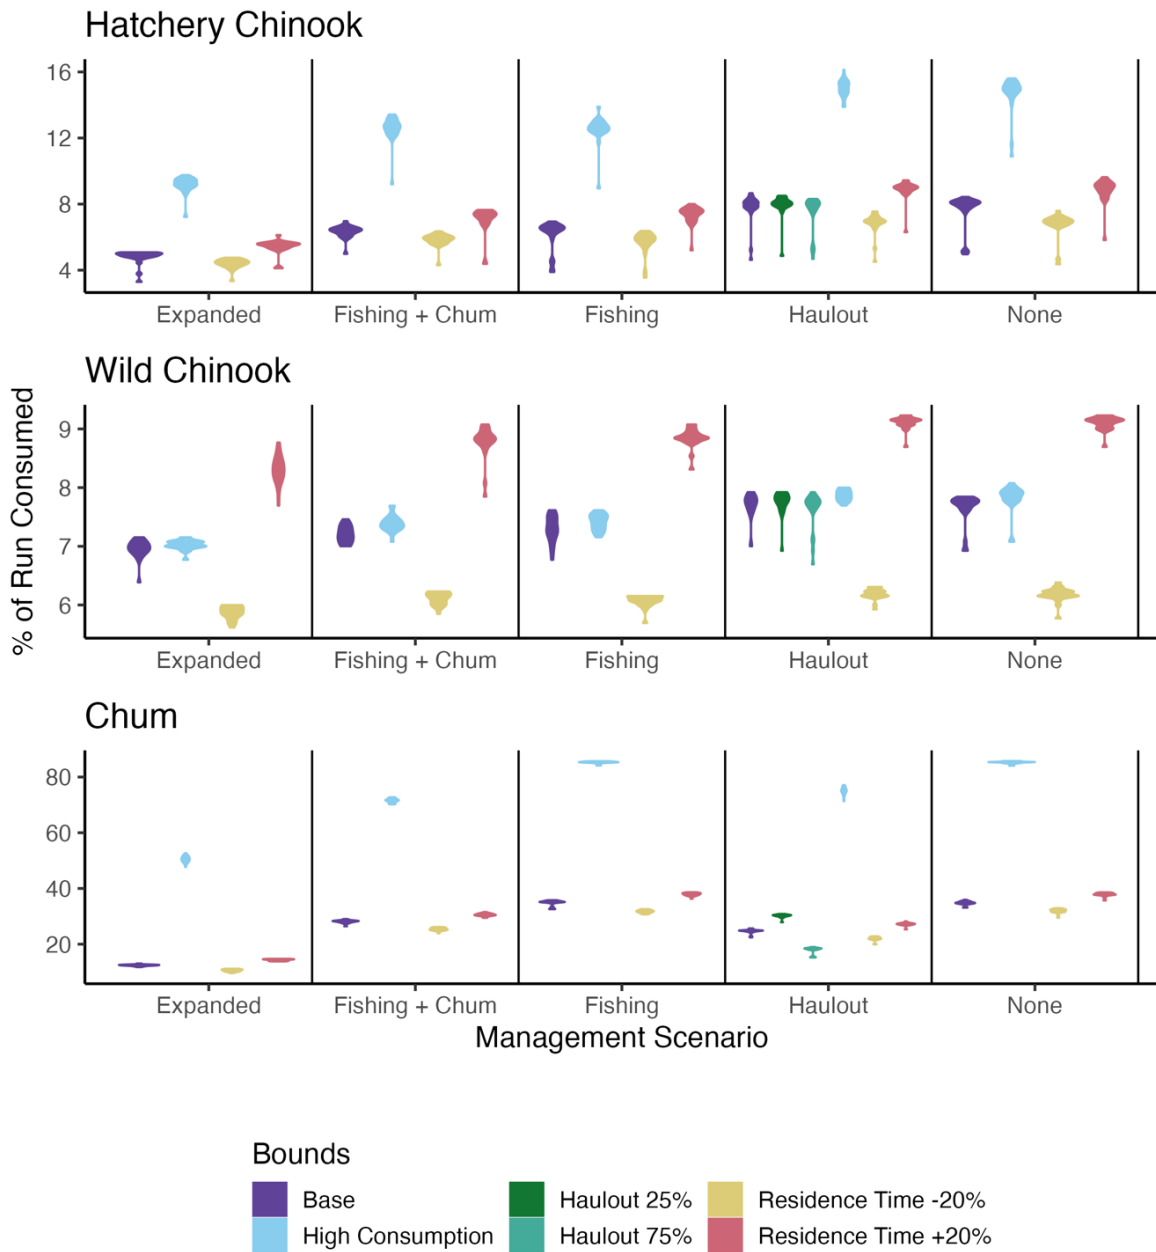 Hatchery Chinook
16
12
8
4
Expanded Fishing + Chum Fishing Haulout None
Wild Chinook
9
8
7
6
Expanded Fishing + Chum Fishing Haulout None
% of Run Consumed
Chum
80
60
40
20
Expanded Fishing + Chum Fishing Haulout None
Management Scenario
Bounds
Base Haulout 25% Residence Time -20%
High Consumption Haulout 75% Residence Time +20%